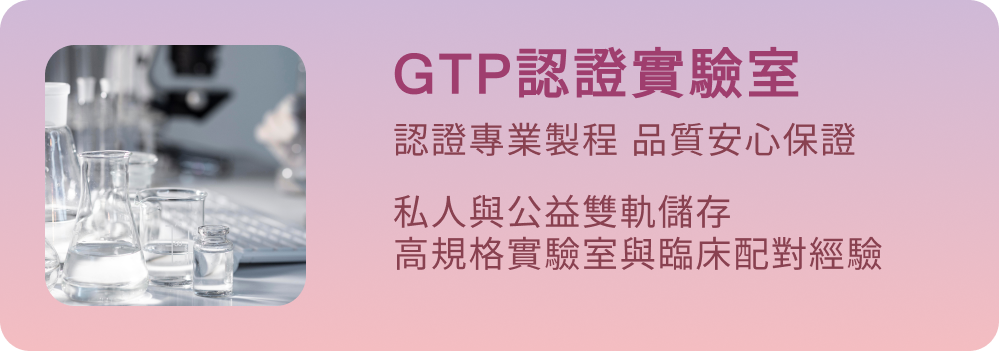 GTP認證實驗室
認證專業製程 品質安心保證
私人與公益雙軌儲存
高規格實驗室與臨床配對經驗